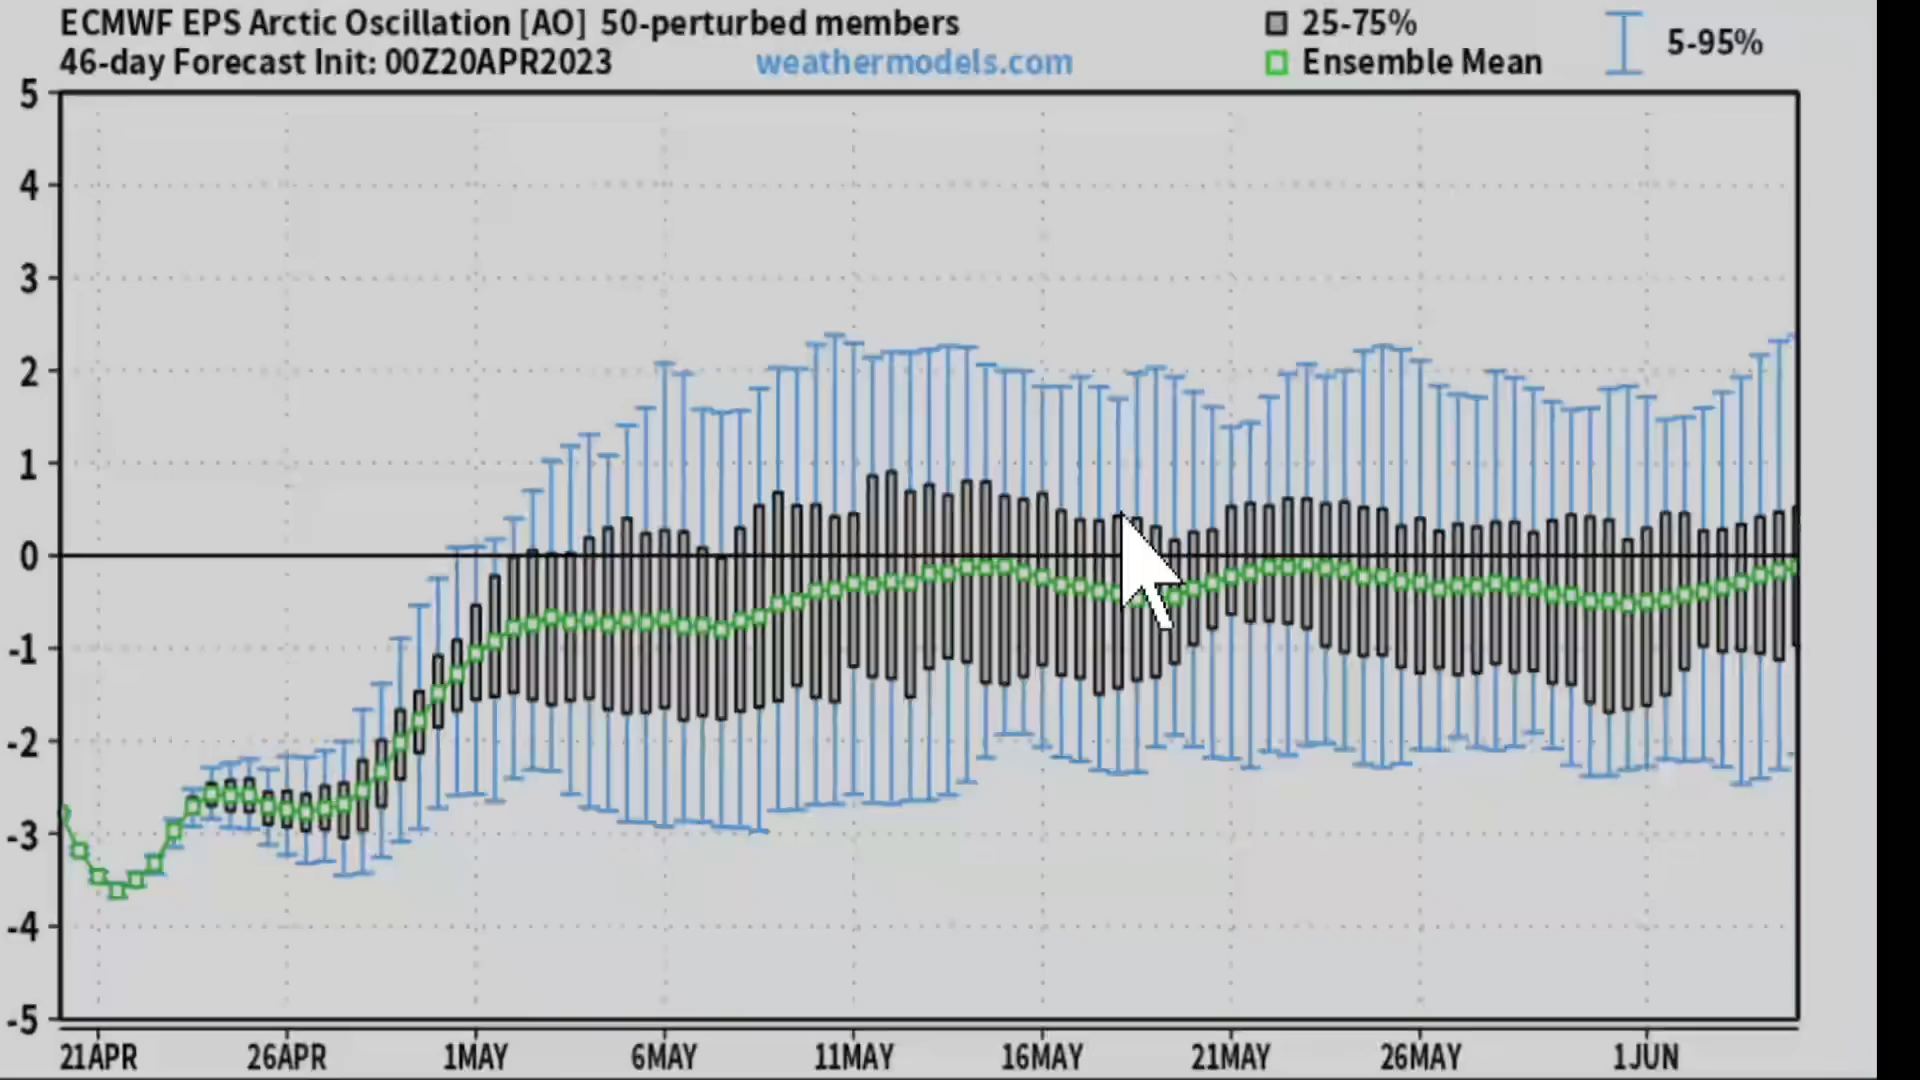 ECMWF EPS Arctic Oscillation [AO] 50-perturbed members
46-day Forecast Init: 00Z20APR2023
weathermodels.com
25-75%
Ensemble Mean
5-95%
5
4
3
2
1
0
-1
-2
-3
-4
-5
21APR 26APR 1MAY 6MAY 11MAY 16MAY 21MAY 26MAY 1JUN